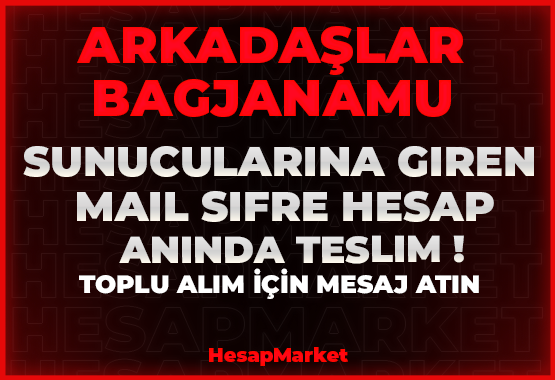 ARKADAŞLAR
BAGJANAMU
SUNUCULARINA GIREN
MAIL SIFRE HESAP
ANINDA TESLIM !
TOPLU ALIM İÇİN MESAJ ATIN
HesapMarket